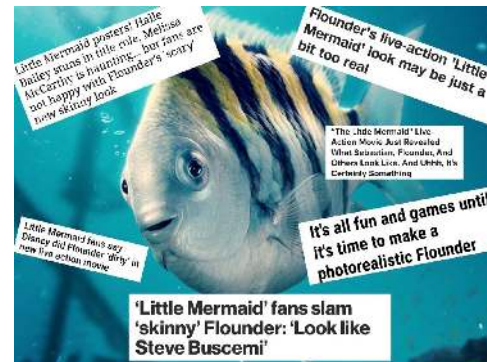 Little Mermaid posters! Halle
Bailey stuns in title role, Melissa
McCarthy is haunting... but fans are
not happy with Flounder's 'scary'
new skinny look
Flounder's live-action 'Little
Mermaid' look may be just a
bit too real
"The Little Mermaid" Live-
Action Movie Just Revealed
What Sebastian, Flounder, And
Others Look Like, And Uhhh, It's
Certainly Something
Little Mermaid fans say
Disney did Flounder 'dirty' in
new live action movie
It's all fun and games until
it's time to make a
photorealistic Flounder
'Little Mermaid' fans slam
'skinny' Flounder: 'Look like
Steve Buscemi'